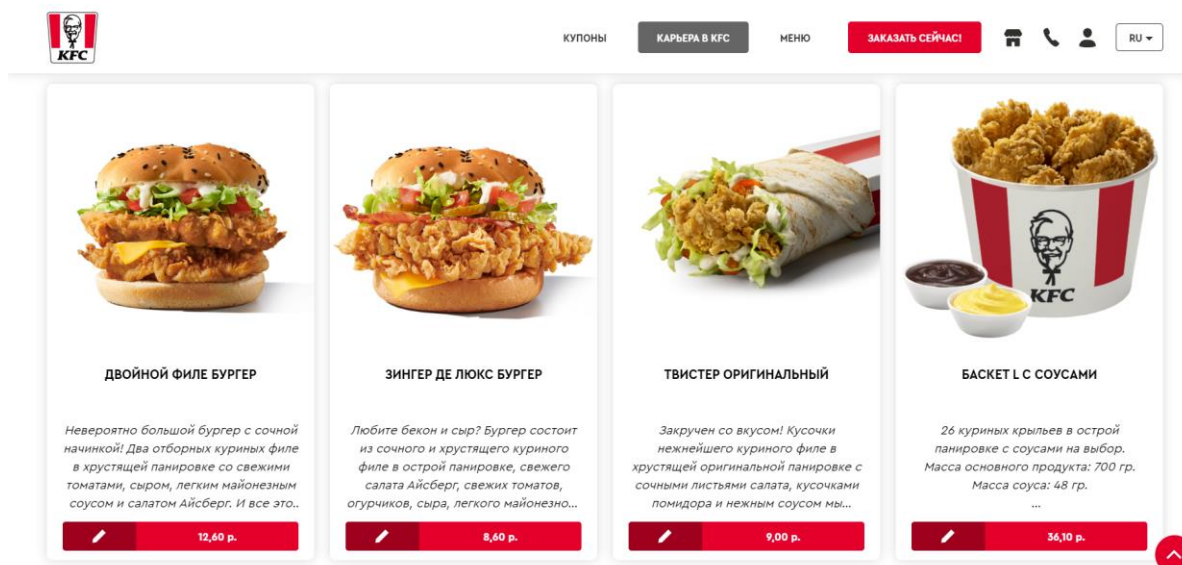 KFC
КУПОНЫ
КАРЬЕРА В KFC
МЕНЮ
ЗАКАЗАТЬ СЕЙЧАС!
RU
KFC
ДВОЙНОЙ ФИЛЕ БУРГЕР
Невероятно большой бургер с сочной
начинкой! Два отборных куриных филе
в хрустящей панировке со свежими
томатами, сыром, легким майонезным
соусом и салатом Айсберг. И все это..
12,60 р.
ЗИНГЕР ДЕ ЛЮКС БУРГЕР
Любите бекон и сыр? Бургер состоит
из сочного и хрустящего куриного
филе в острой панировке, свежего
салата Айсберг, свежих томатов,
огурчиков, сыра, легкого майонезно...
8,60 р.
ТВИСТЕР ОРИГИНАЛЬНЫЙ
Закручен со вкусом! Кусочки
нежнейшего куриного филе в
хрустящей оригинальной панировке с
сочными листьями салата, кусочками
помидора и нежным соусом мы...
9,00 р.
БАСКЕТ L С СОУСАМИ
26 куриных крыльев в острой
панировке с соусами на выбор.
Масса основного продукта: 700 гр.
Масса соуса: 48 гр.
...
36,10 р.